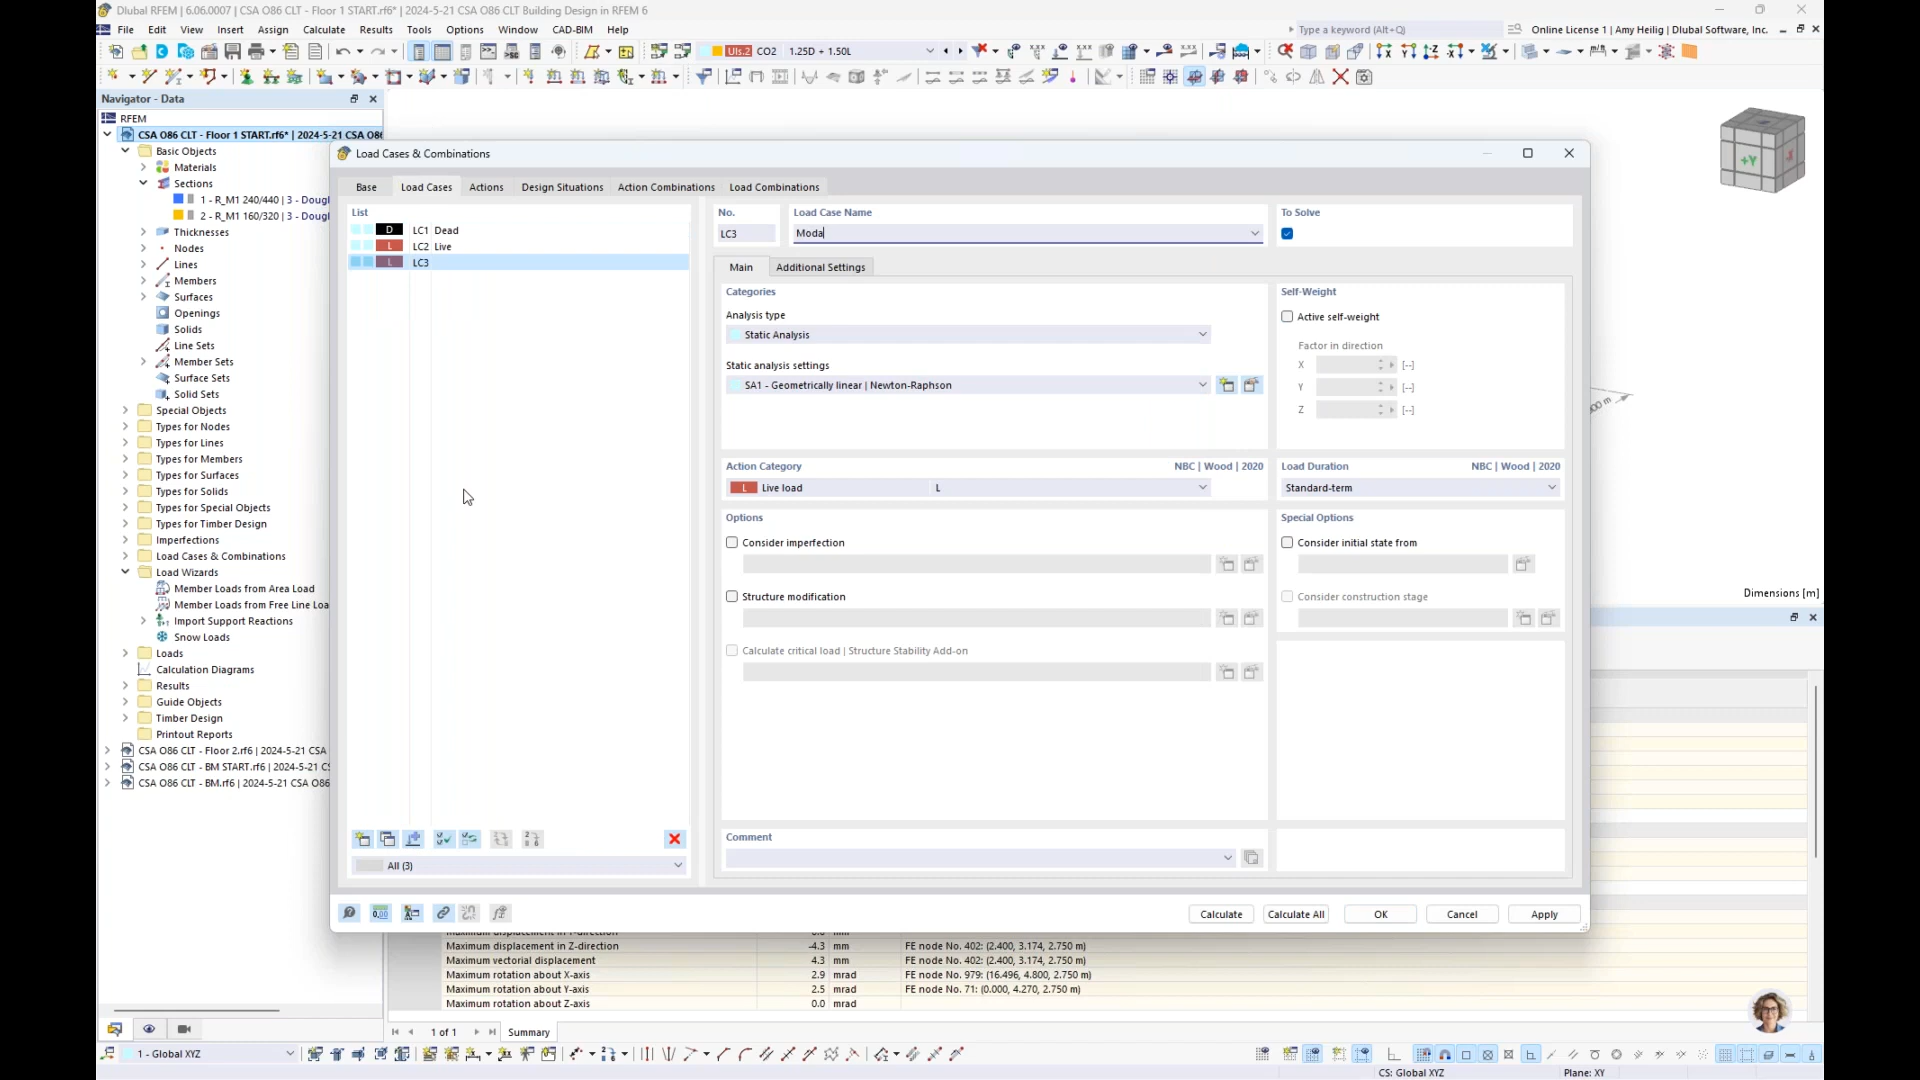 Dlubal RFEM | 6.06.0007 | CSA O86 CLT - Floor 1 START.rf6* | 2024-5-21 CSA O86 CLT Building Design in RFEM 6
File Edit View Insert Assign Calculate Results Tools Options Window CAD-BIM Help
Type a keyword (Alt+Q)
Online License 1 | Amy Heilig | Dlubal Software, Inc.
Uls.2 CO2 1.25D + 1.50L
Navigator - Data
RFEM
CSA O86 CLT - Floor 1 START.rf6* | 2024-5-21 CSA O86
Basic Objects
Materials
Sections
1 - R_M1 240/440 | 3 - Dougl
2 - R_M1 160/320 | 3 - Dougl
Thicknesses
Nodes
Lines
Members
Surfaces
Openings
Solids
Line Sets
Member Sets
Surface Sets
Solid Sets
Special Objects
Types for Nodes
Types for Lines
Types for Members
Types for Surfaces
Types for Solids
Types for Special Objects
Types for Timber Design
Imperfections
Load Cases & Combinations
Load Wizards
Member Loads from Area Load
Member Loads from Free Line Loa
Import Support Reactions
Snow Loads
Loads
Calculation Diagrams
Results
Guide Objects
Timber Design
Printout Reports
CSA O86 CLT - Floor 2.rf6 | 2024-5-21 CSA
CSA O86 CLT - BM START.rf6 | 2024-5-21 CS
CSA O86 CLT - BM.rf6 | 2024-5-21 CSA O86
1 - Global XYZ
Load Cases & Combinations
Base Load Cases Actions Design Situations Action Combinations Load Combinations
List
D LC1 Dead
L LC2 Live
L LC3
All (3)
No.
LC3
Load Case Name
Moda
To Solve
Main Additional Settings
Categories
Analysis type
Static Analysis
Static analysis settings
SA1 - Geometrically linear | Newton-Raphson
Self-Weight
Active self-weight
Factor in direction
X [--]
Y [--]
Z [--]
Action Category NBC | Wood | 2020
L Live load L
Load Duration NBC | Wood | 2020
Standard-term
Options
Consider imperfection
Structure modification
Calculate critical load | Structure Stability Add-on
Special Options
Consider initial state from
Consider construction stage
Comment
Calculate Calculate All OK Cancel Apply
+Y
Dimensions [m]
Maximum displacement in Z-direction -4.3 mm FE node No. 402: (2.400, 3.174, 2.750 m)
Maximum vectorial displacement 4.3 mm FE node No. 402: (2.400, 3.174, 2.750 m)
Maximum rotation about X-axis 2.9 mrad FE node No. 979: (16.496, 4.800, 2.750 m)
Maximum rotation about Y-axis 2.5 mrad FE node No. 71: (0.000, 4.270, 2.750 m)
Maximum rotation about Z-axis 0.0 mrad
1 of 1 Summary
CS: Global XYZ Plane: XY